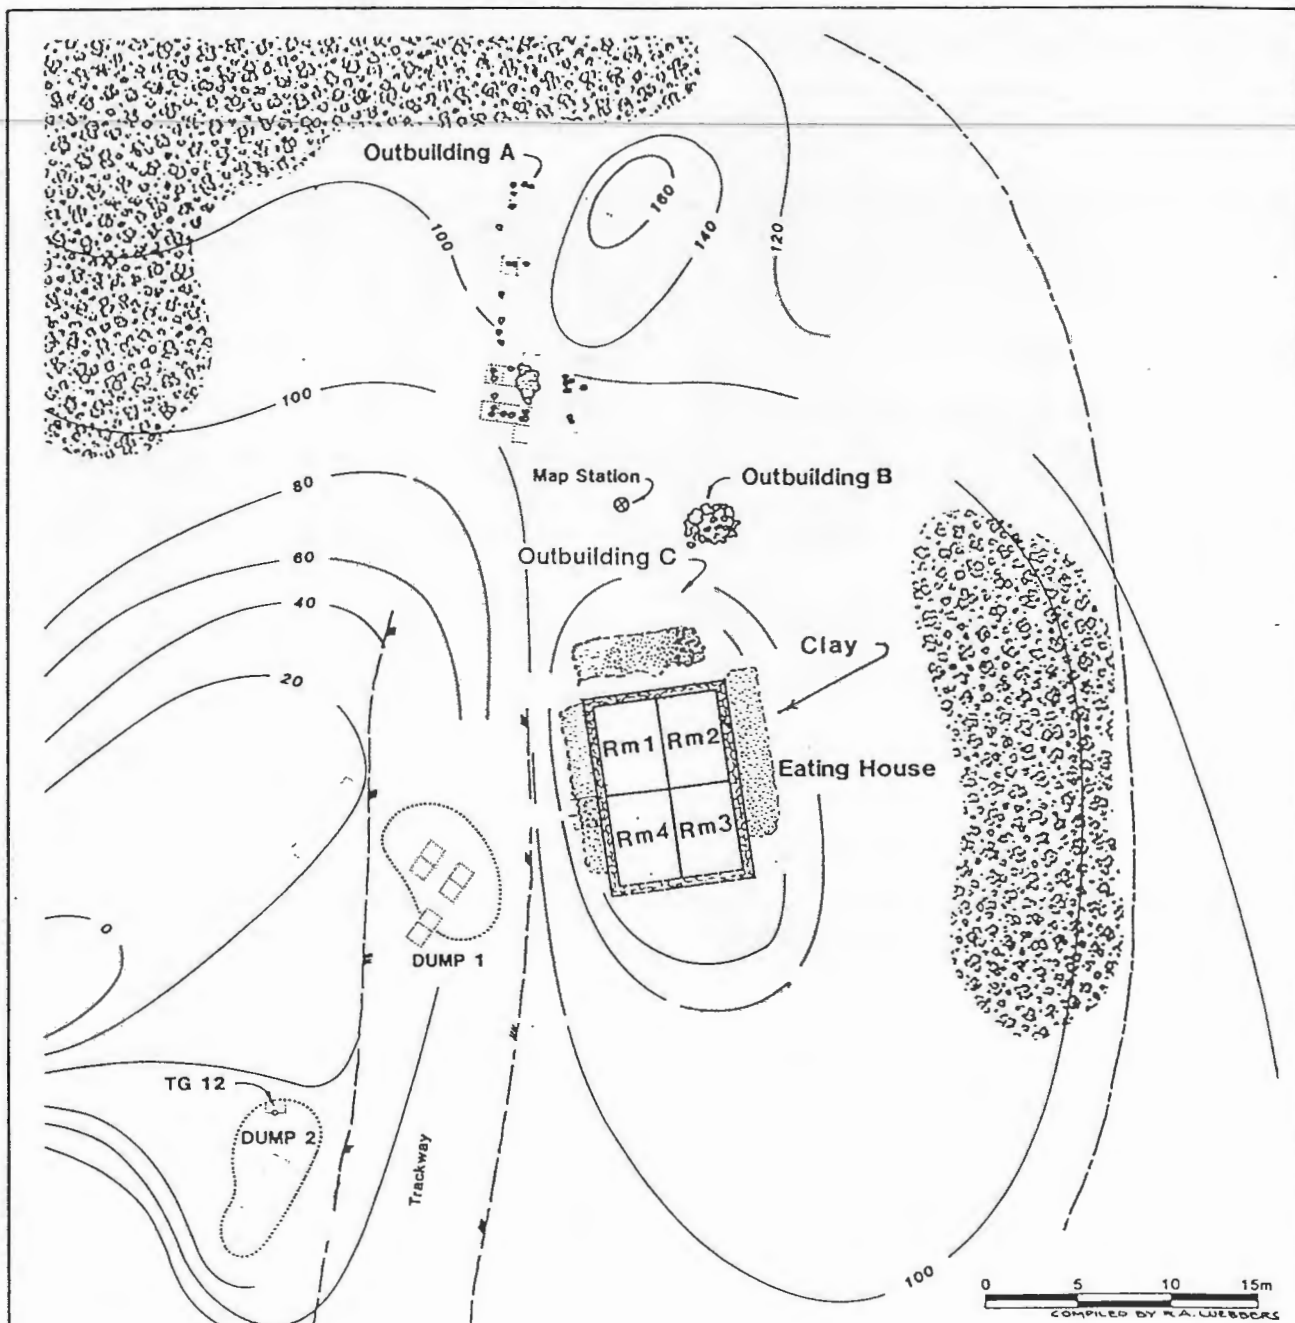 Outbuilding A
160
140
120
100
100
80
Map Station
Outbuilding B
Outbuilding C
60
40
20
Clay
Rm1
Rm2
Eating House
Rm4
Rm3
0
DUMP 1
TG 12
DUMP 2
Trackway
100
0 5 10 15m
COMPILED BY R.A. LUEBBERS